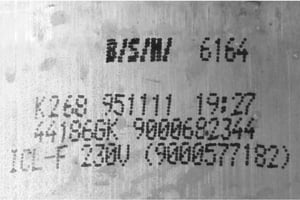 B/S/H/ 6164
K268 951111 19:27
44186GK 9000682344
ICL-F 230V (9000577182)